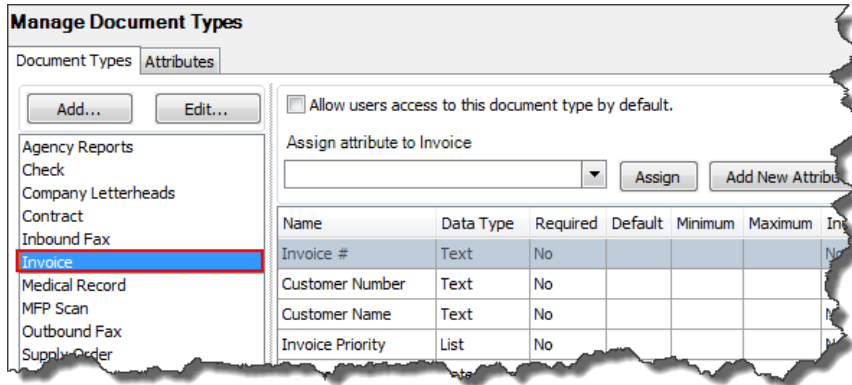 Manage Document Types
Document Types Attributes
Add... Edit...
Allow users access to this document type by default.
Assign attribute to Invoice
Assign Add New Attribu
Agency Reports
Check
Company Letterheads
Contract
Inbound Fax
Invoice
Medical Record
MFP Scan
Outbound Fax
Supply Order
Name Data Type Required Default Minimum Maximum
Invoice # Text No
Customer Number Text No
Customer Name Text No
Invoice Priority List No